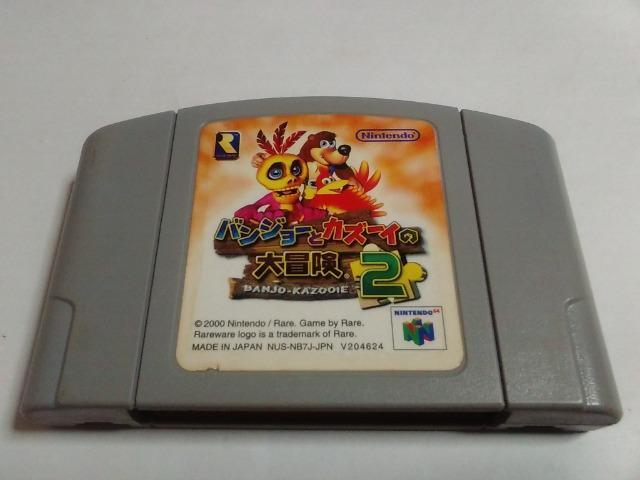 Nintendo
バンジョーとカズーイの
大冒険 2
BANJO-KAZOOIE
© 2000 Nintendo / Rare. Game by Rare.
Rareware logo is a trademark of Rare.
MADE IN JAPAN NUS-NB7J-JPN V204624
NINTENDO 64